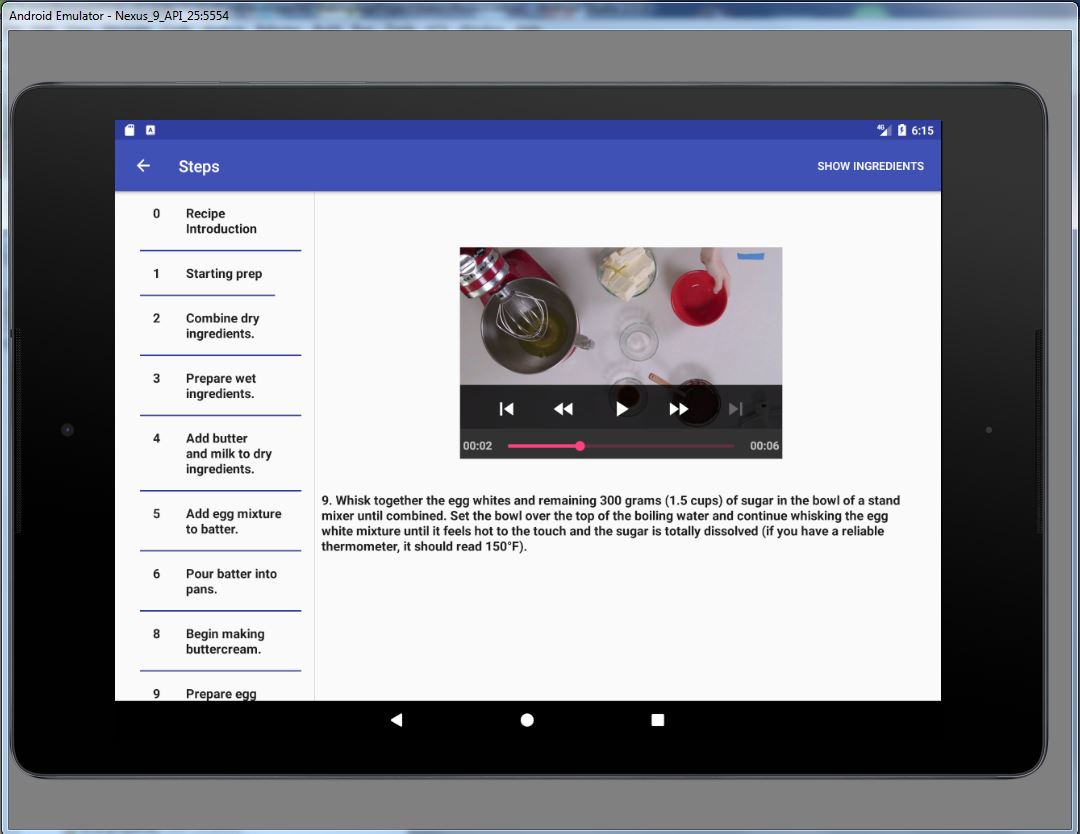 Android Emulator - Nexus_9_API_25:5554
A
4G 6:15
Steps
SHOW INGREDIENTS
0 Recipe
Introduction
1 Starting prep
2 Combine dry
ingredients.
3 Prepare wet
ingredients.
4 Add butter
and milk to dry
ingredients.
5 Add egg mixture
to batter.
6 Pour batter into
pans.
8 Begin making
buttercream.
9 Prepare egg
00:02
00:06
9. Whisk together the egg whites and remaining 300 grams (1.5 cups) of sugar in the bowl of a stand
mixer until combined. Set the bowl over the top of the boiling water and continue whisking the egg
white mixture until it feels hot to the touch and the sugar is totally dissolved (if you have a reliable
thermometer, it should read 150°F).